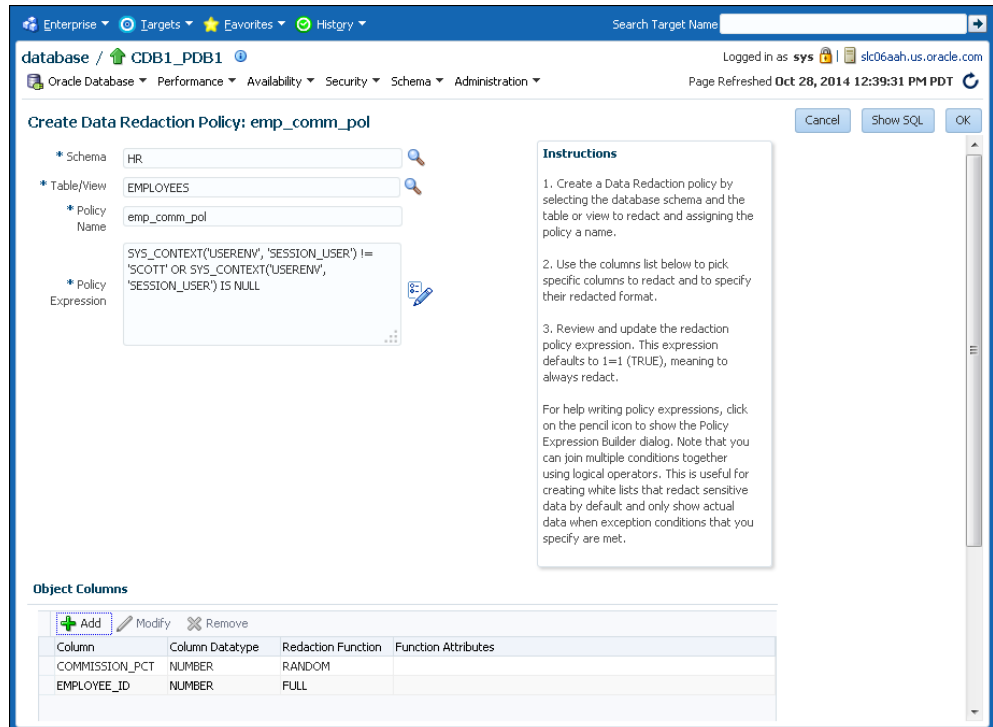 Enterprise Targets Favorites History Search Target Name
database / CDB1_PDB1
Logged in as sys | slc06aah.us.oracle.com
Oracle Database Performance Availability Security Schema Administration
Page Refreshed Oct 28, 2014 12:39:31 PM PDT
Create Data Redaction Policy: emp_comm_pol
Cancel Show SQL OK
* Schema HR
* Table/View EMPLOYEES
* Policy
Name
emp_comm_pol
* Policy
Expression
SYS_CONTEXT('USERENV', 'SESSION_USER') !=
'SCOTT' OR SYS_CONTEXT('USERENV',
'SESSION_USER') IS NULL
Instructions
1. Create a Data Redaction policy by
selecting the database schema and the
table or view to redact and assigning the
policy a name.
2. Use the columns list below to pick
specific columns to redact and to specify
their redacted format.
3. Review and update the redaction
policy expression. This expression
defaults to 1=1 (TRUE), meaning to
always redact.
For help writing policy expressions, click
on the pencil icon to show the Policy
Expression Builder dialog. Note that you
can join multiple conditions together
using logical operators. This is useful for
creating white lists that redact sensitive
data by default and only show actual
data when exception conditions that you
specify are met.
Object Columns
Add Modify Remove
Column Column Datatype Redaction Function Function Attributes
COMMISSION_PCT NUMBER RANDOM
EMPLOYEE_ID NUMBER FULL